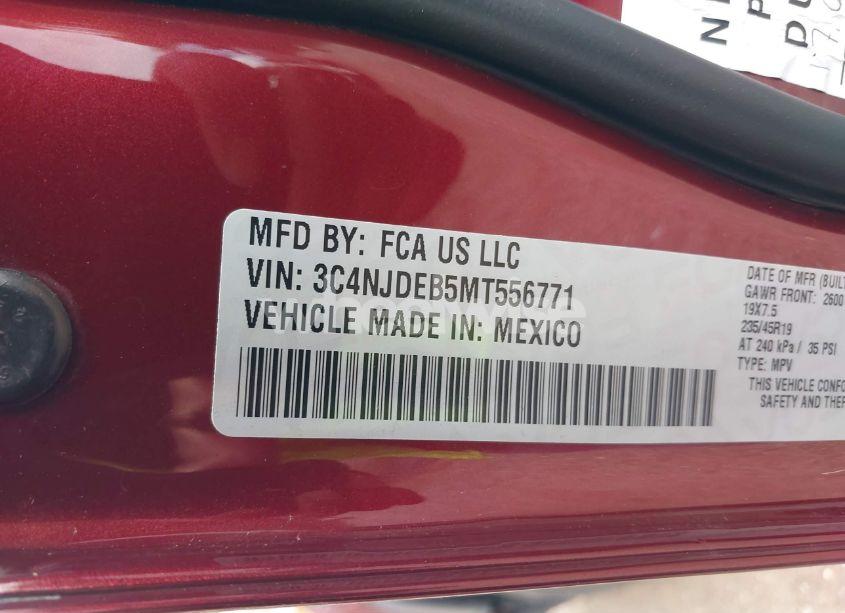 MFD BY: FCA US LLC
VIN: 3C4NJDEB5MT556771
VEHICLE MADE IN: MEXICO
DATE OF MFR (BUILT
GAWR FRONT: 2600
19X7.5
235/45R19
AT 240 kPa / 35 PSI
TYPE: MPV
THIS VEHICLE CONFO
SAFETY AND THEF